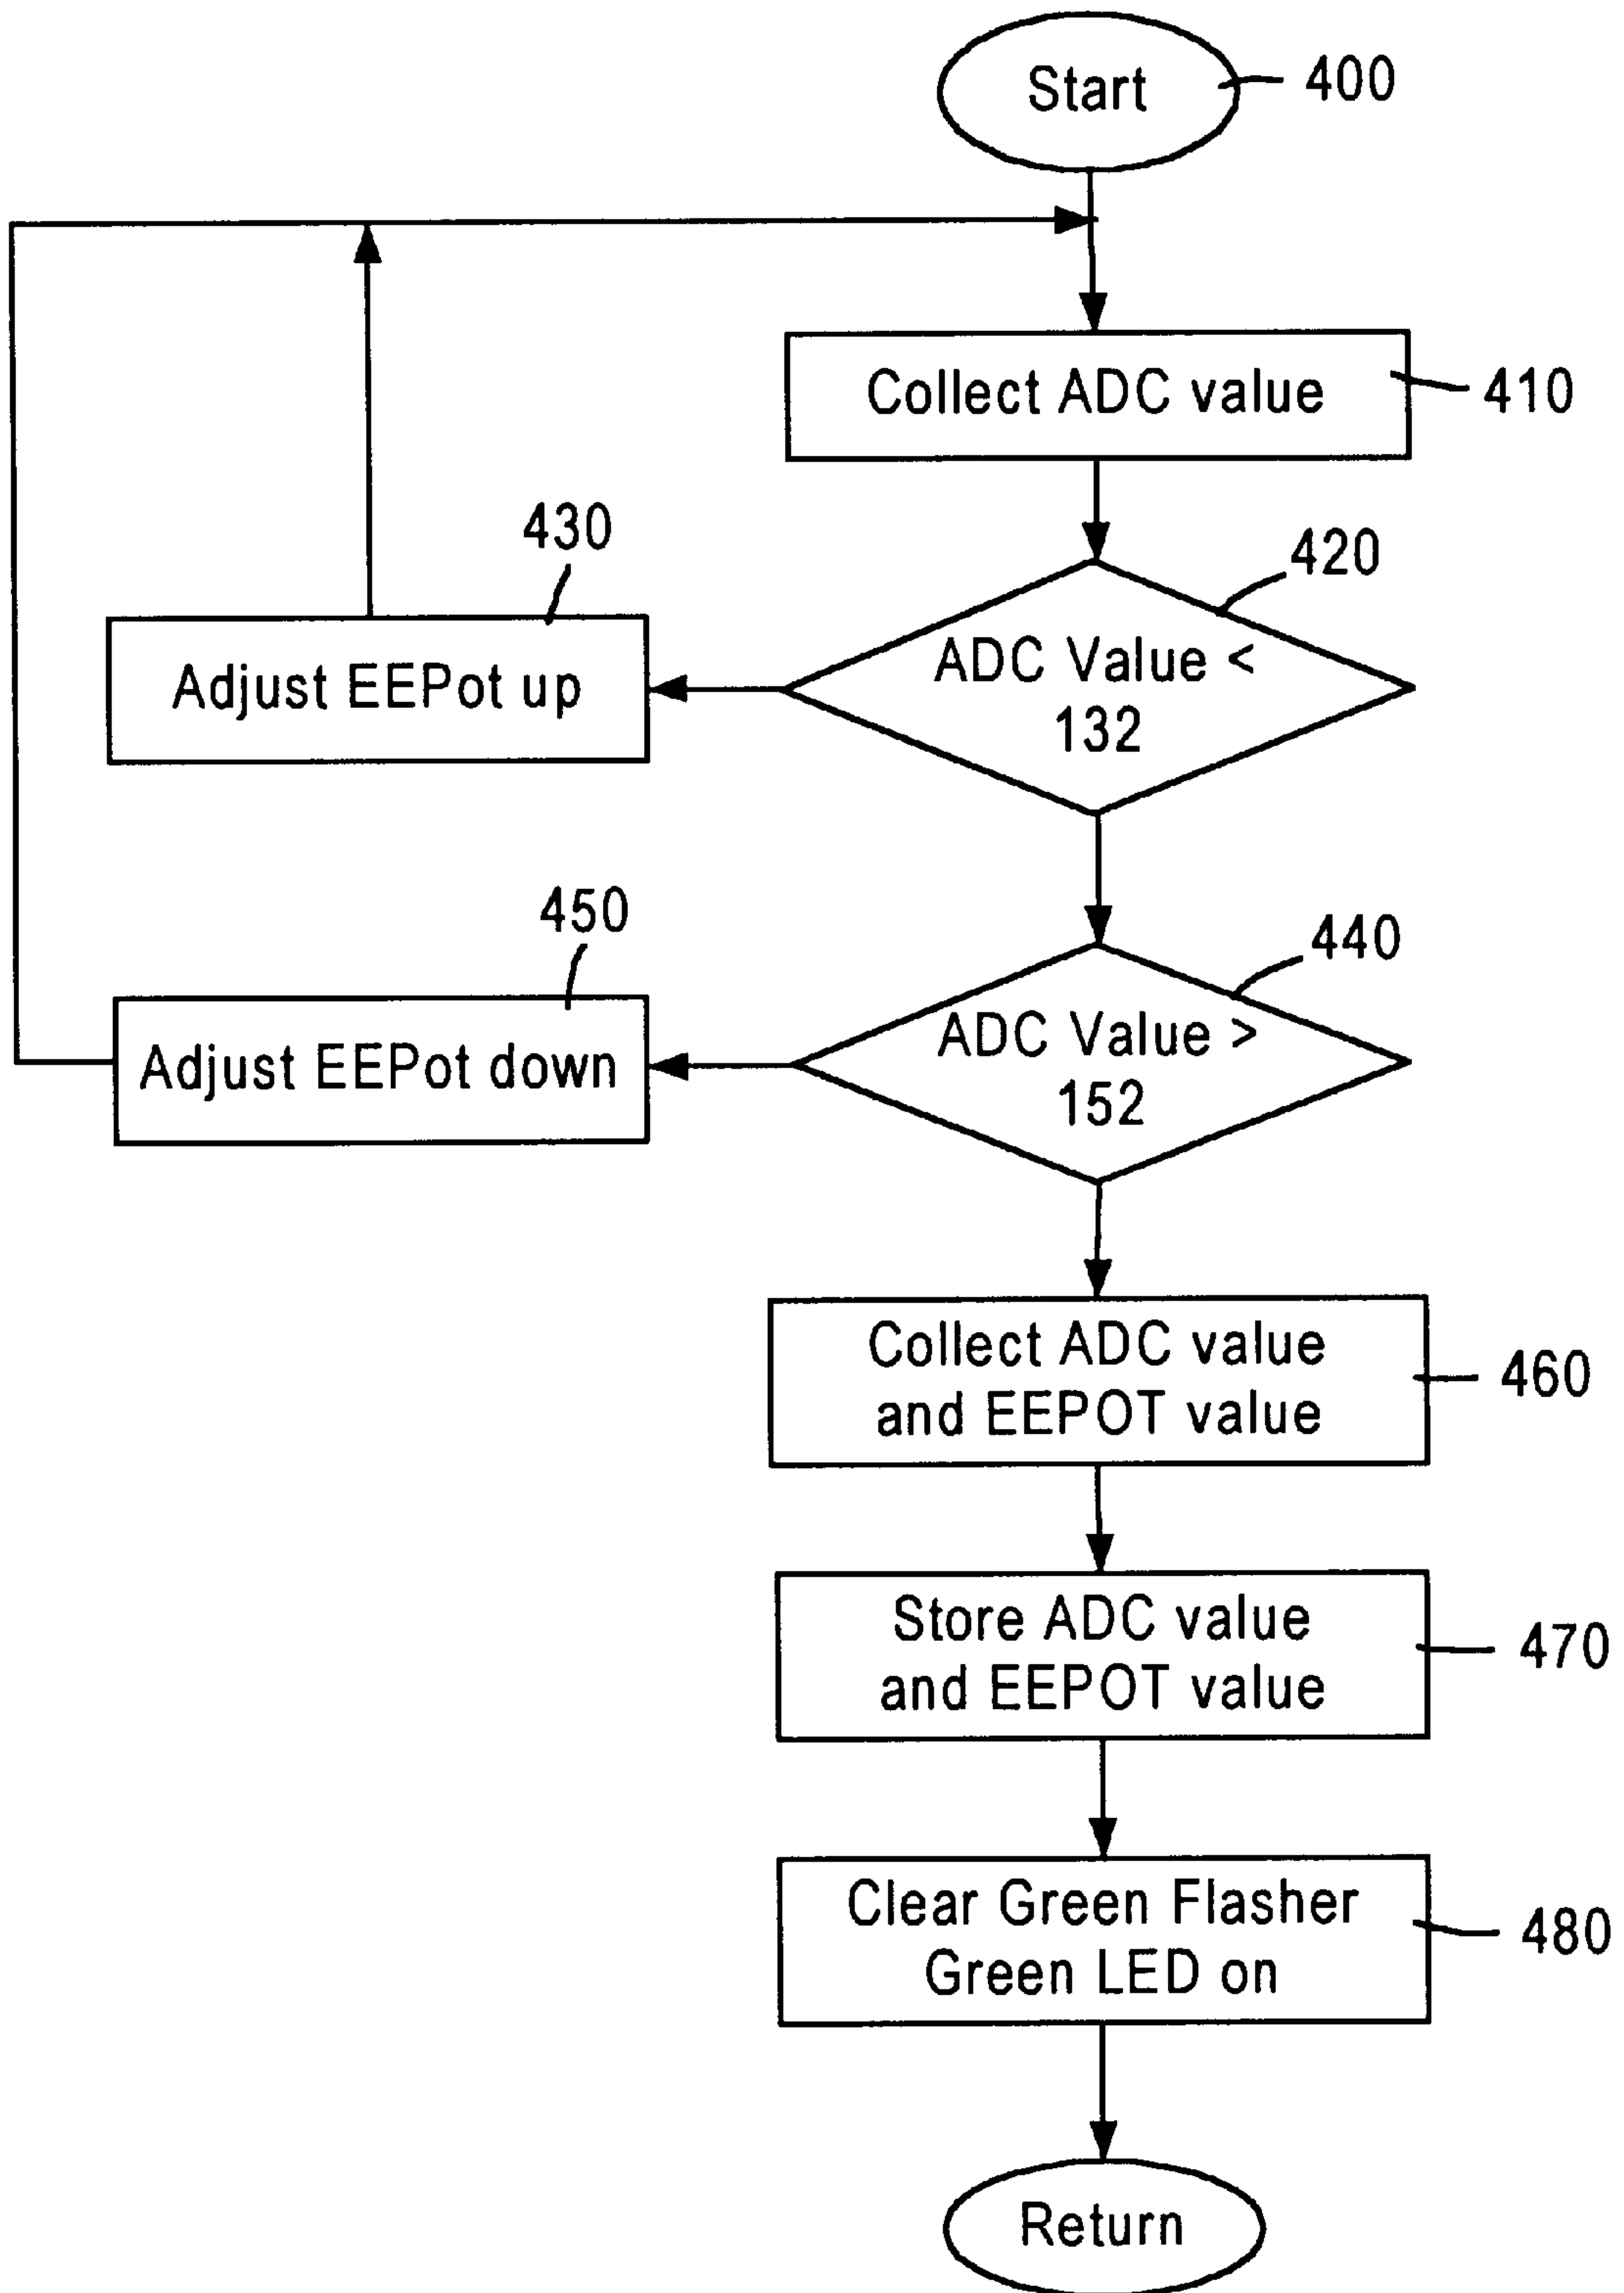 Start
400
Collect ADC value
410
430
420
Adjust EEPot up
ADC Value <
132
450
440
Adjust EEPot down
ADC Value >
152
Collect ADC value
and EEPOT value
460
Store ADC value
and EEPOT value
470
Clear Green Flasher
Green LED on
480
Return